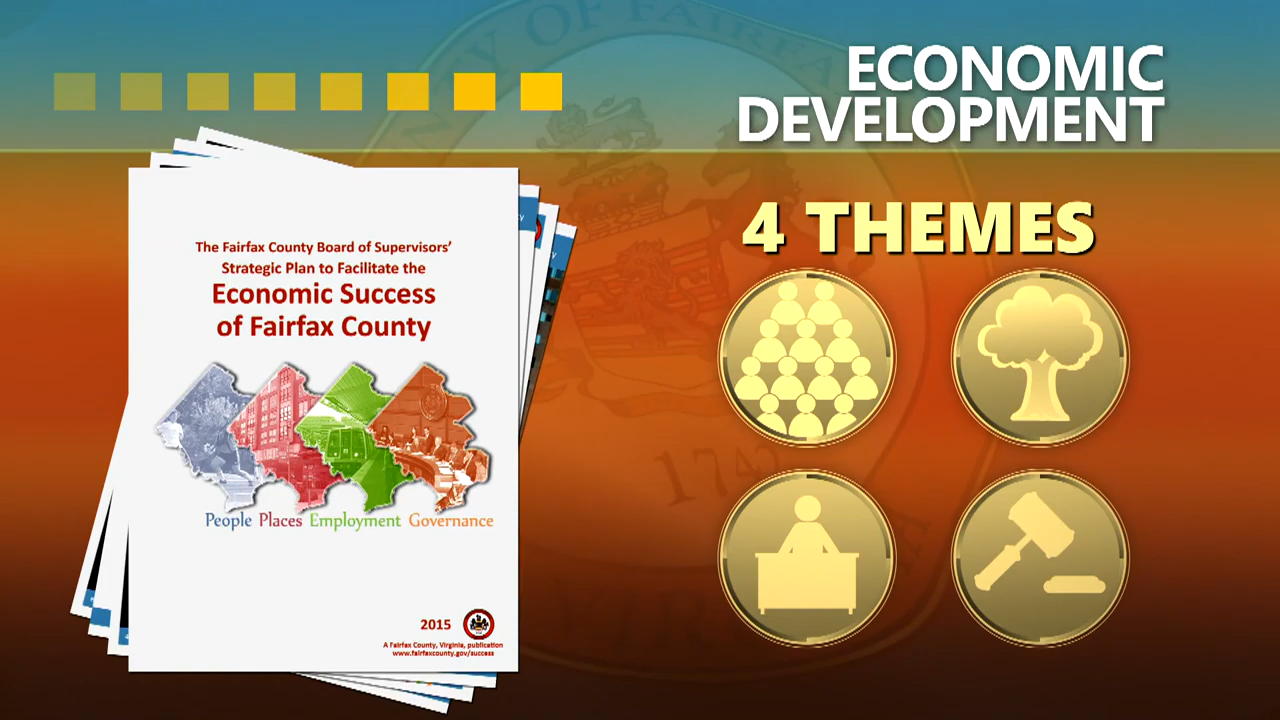 ECONOMIC
DEVELOPMENT
4 THEMES
The Fairfax County Board of Supervisors'
Strategic Plan to Facilitate the
Economic Success
of Fairfax County
People Places Employment Governance
2015
A Fairfax County, Virginia, publication
www.fairfaxcounty.gov/success